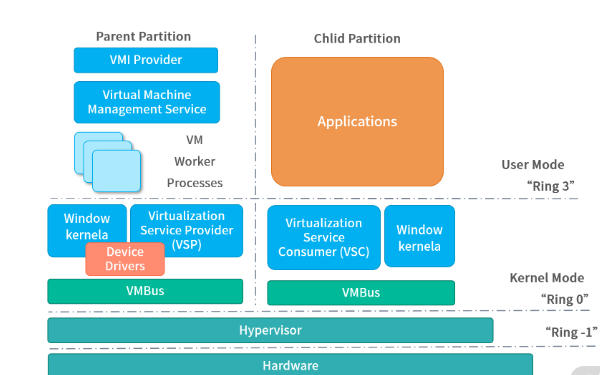 Parent Partition
Chlid Partition
VMI Provider
Virtual Machine
Management Service
Applications
VM
Worker
Processes
User Mode
“Ring 3”
Window
kernela
Virtualization
Service Provider
(VSP)
Device
Drivers
Virtualization
Service
Consumer (VSC)
Window
kernela
Kernel Mode
“Ring 0”
VMBus
VMBus
Hypervisor
“Ring -1”
Hardware